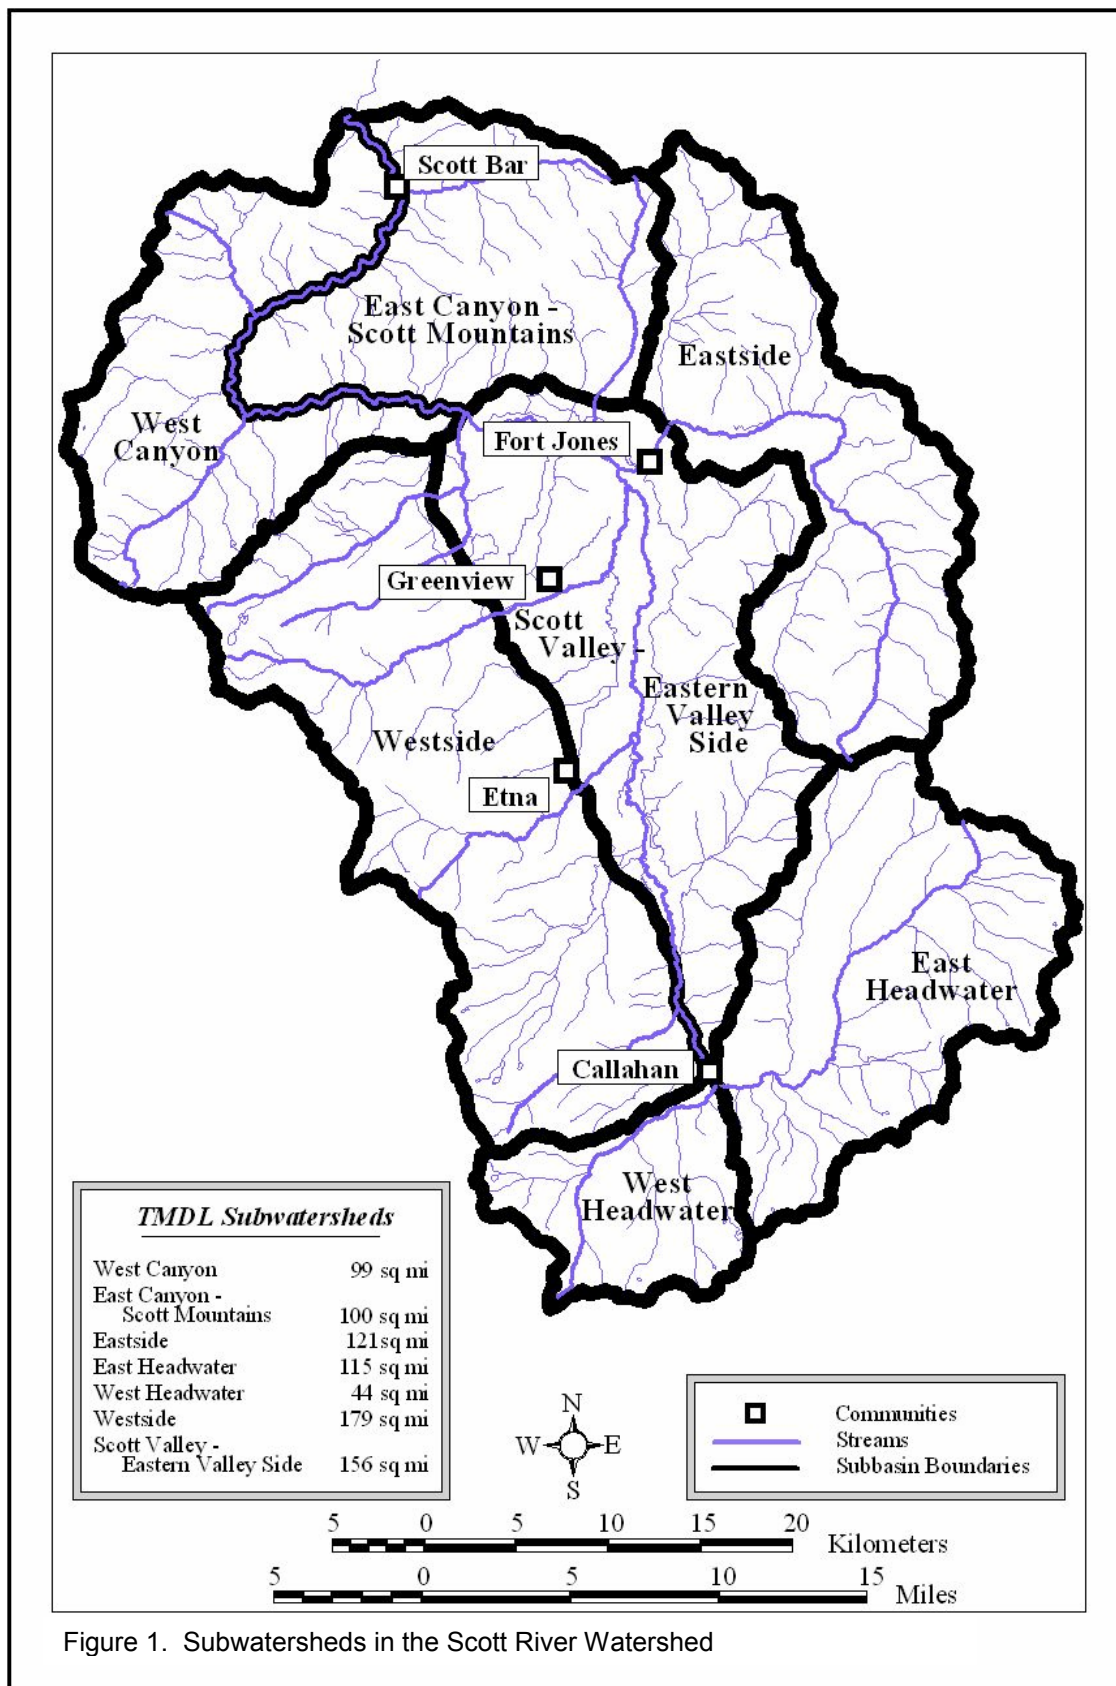 Scott Bar
East Canyon -
Scott Mountains
Eastside
West
Canyon
Fort Jones
Greenview
Scott
Valley -
Eastern
Valley
Side
Westside
Etna
East
Headwater
Callahan
West
Headwater
TMDL Subwatersheds
West Canyon 99 sq mi
East Canyon -
Scott Mountains 100 sq mi
Eastside 121sq mi
East Headwater 115 sq mi
West Headwater 44 sq mi
Westside 179 sq mi
Scott Valley -
Eastern Valley Side 156 sq mi
N
W E
S
Communities
Streams
Subbasin Boundaries
5 0 5 10 15 20
Kilometers
5 0 5 10 15
Miles
Figure 1. Subwatersheds in the Scott River Watershed